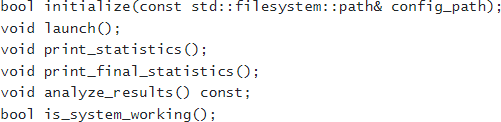 bool initialize(const std::filesystem::path& config_path);
void launch();
void print_statistics();
void print_final_statistics();
void analyze_results() const;
bool is_system_working();